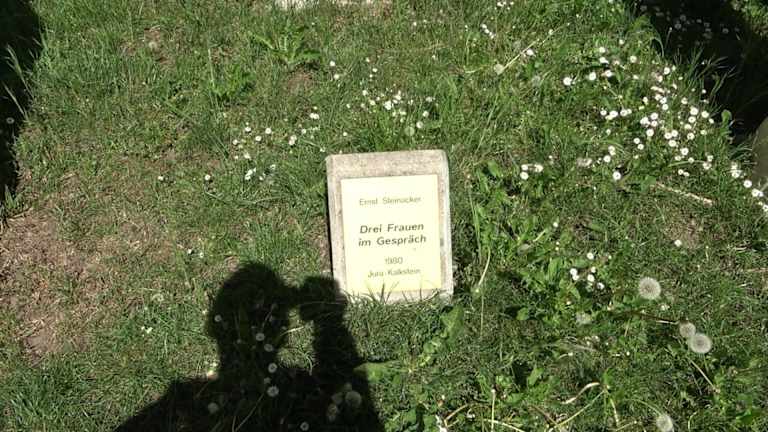 Ernst Steinacker
Drei Frauen
im Gespräch
1980
Jura-Kalkstein